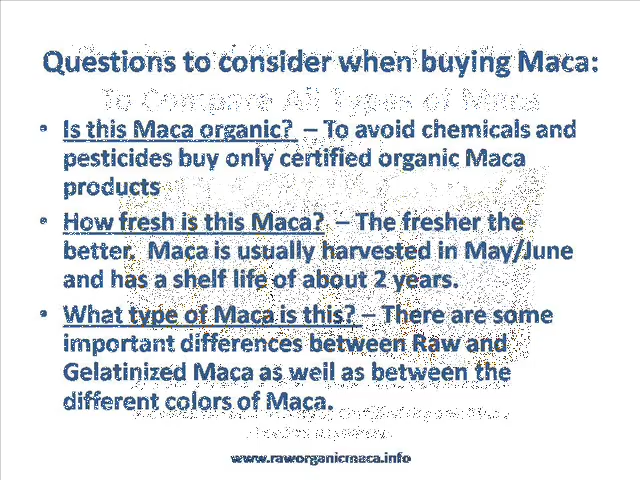 Questions to consider when buying Maca:
To Compare All Types of Maca
• Is this Maca organic? – To avoid chemicals and
pesticides buy only certified organic Maca
products
• How fresh is this Maca? – The fresher the
better. Maca is usually harvested in May/June
and has a shelf life of about 2 years.
• What type of Maca is this? – There are some
important differences between Raw and
Gelatinized Maca as well as between the
different colors of Maca.
www.raworganicmaca.info